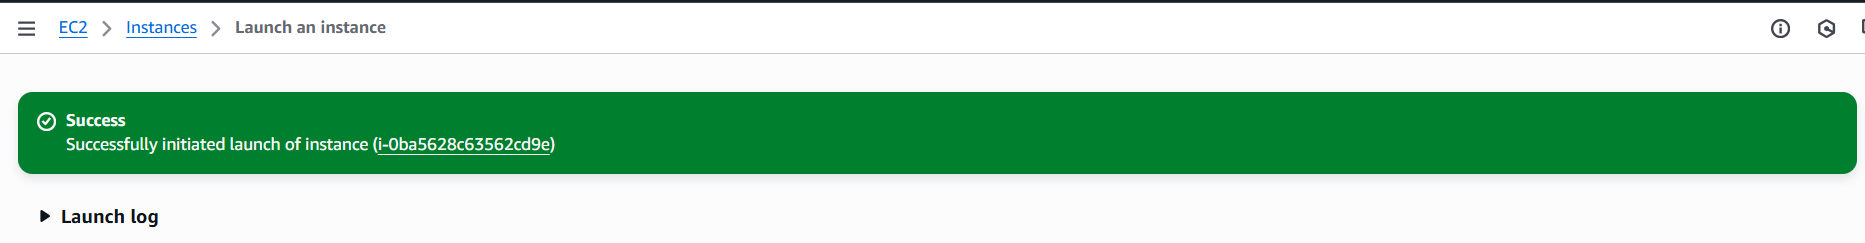 EC2 Instances Launch an instance
Success
Successfully initiated launch of instance (i-0ba5628c63562cd9e)
Launch log